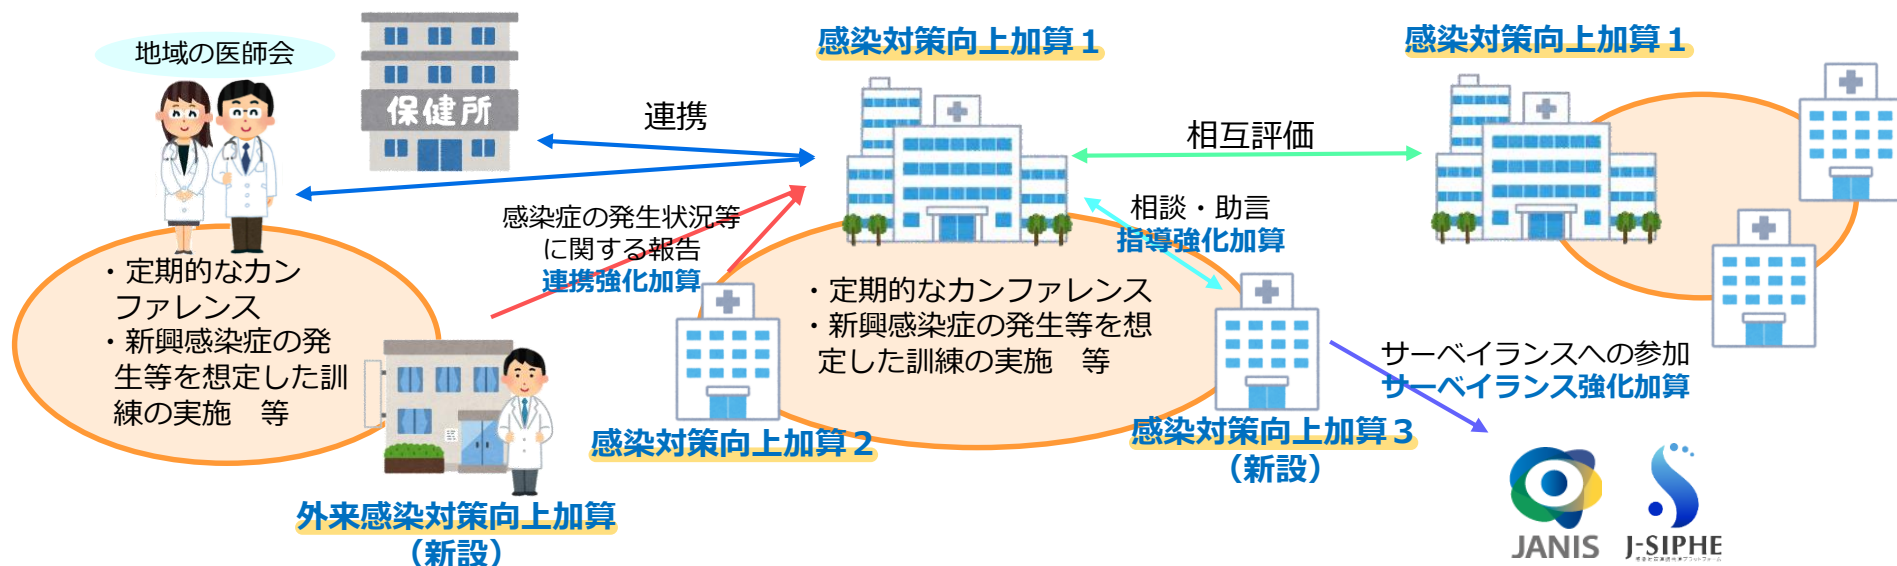 地域の医師会
保健所
連携
感染対策向上加算１
相互評価
感染対策向上加算１
感染症の発生状況等
に関する報告
連携強化加算
相談・助言
指導強化加算
・定期的なカン
ファレンス
・新興感染症の発
生等を想定した訓
練の実施　等
・定期的なカンファレンス
・新興感染症の発生等を想
定した訓練の実施　等
サーベイランスへの参加
サーベイランス強化加算
感染対策向上加算２
感染対策向上加算３
（新設）
外来感染対策向上加算
（新設）
JANIS
J-SIPHE